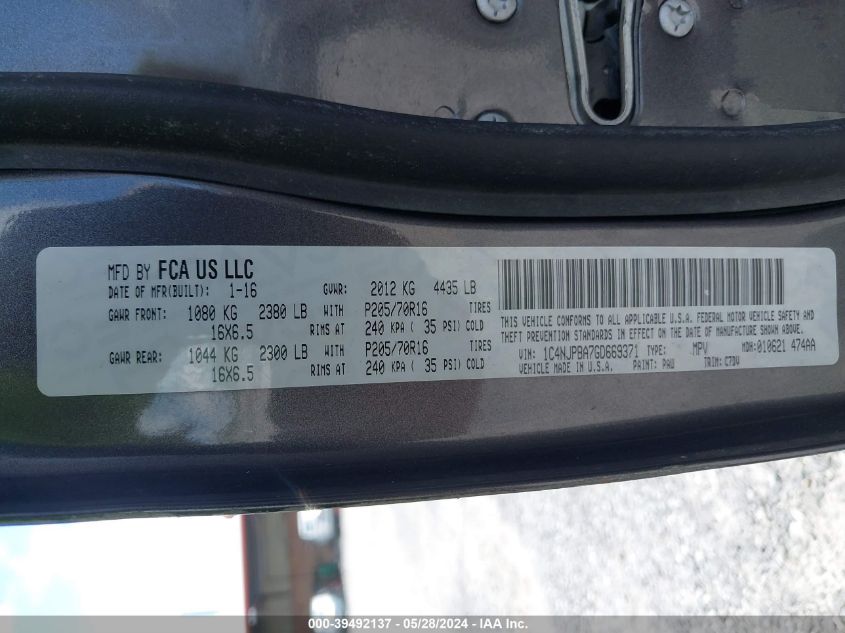 MFD BY FCA US LLC
DATE OF MFR(BUILT): 1-16 GVWR: 2012 KG 4435 LB
GAWR FRONT: 1080 KG 2380 LB WITH P205/70R16 TIRES
16X6.5 RIMS AT 240 KPA ( 35 PSI) COLD
GAWR REAR: 1044 KG 2300 LB WITH P205/70R16 TIRES
16X6.5 RIMS AT 240 KPA ( 35 PSI) COLD
THIS VEHICLE CONFORMS TO ALL APPLICABLE U.S.A. FEDERAL MOTOR VEHICLE SAFETY AND
THEFT PREVENTION STANDARDS IN EFFECT ON THE DATE OF MANUFACTURE SHOWN ABOVE.
VIN: 1C4NJPBA7GD669371 TYPE: MPV MDH: 010621 474AA
VEHICLE MADE IN U.S.A. PAINT: PAU TRIM: C7DV
000-39492137 - 05/28/2024 - IAA Inc.